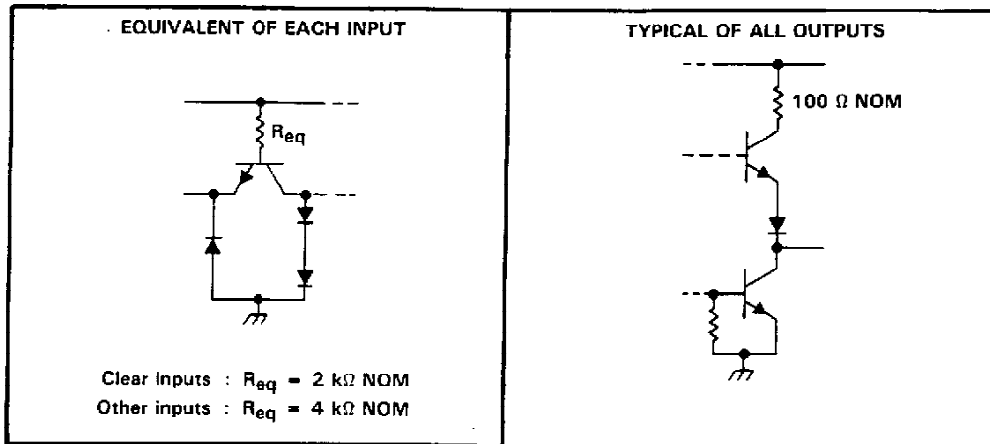 EQUIVALENT OF EACH INPUT
Req
Clear inputs : Req = 2 kΩ NOM
Other inputs : Req = 4 kΩ NOM
TYPICAL OF ALL OUTPUTS
100 Ω NOM